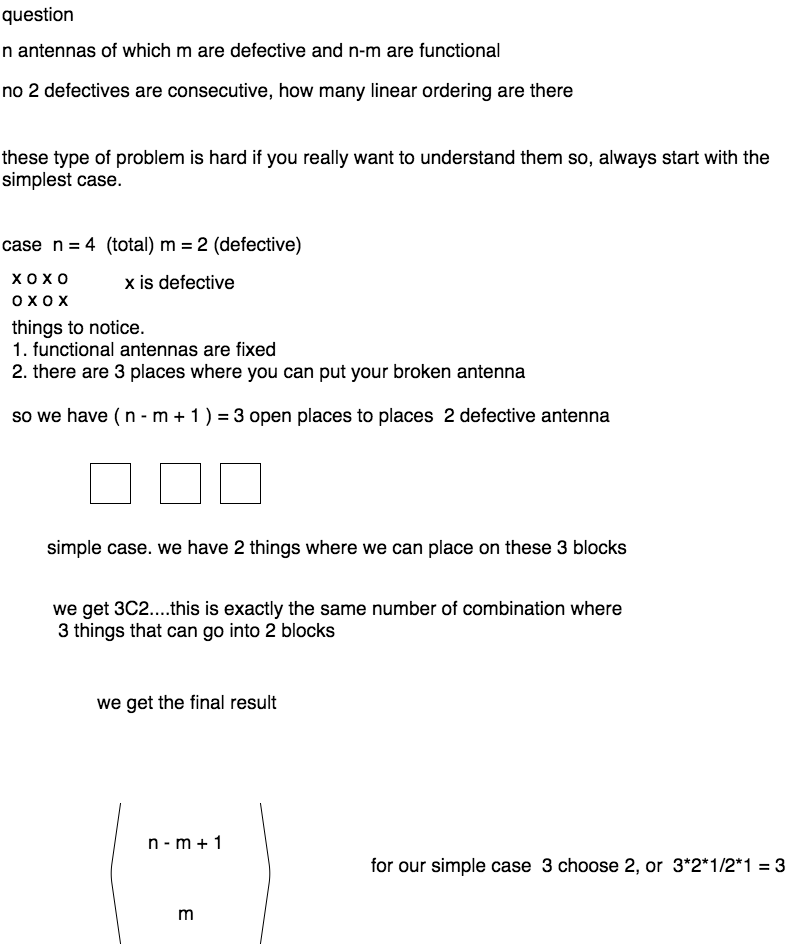 question
n antennas of which m are defective and n-m are functional
no 2 defectives are consecutive, how many linear ordering are there
these type of problem is hard if you really want to understand them so, always start with the
simplest case.
case  n = 4  (total) m = 2 (defective)
x o x o
x is defective
o x o x
things to notice.
1. functional antennas are fixed
2. there are 3 places where you can put your broken antenna
so we have ( n - m + 1 ) = 3 open places to places  2 defective antenna
simple case. we have 2 things where we can place on these 3 blocks
we get 3C2....this is exactly the same number of combination where
3 things that can go into 2 blocks
we get the final result
n - m + 1
for our simple case  3 choose 2, or  3*2*1/2*1 = 3
m